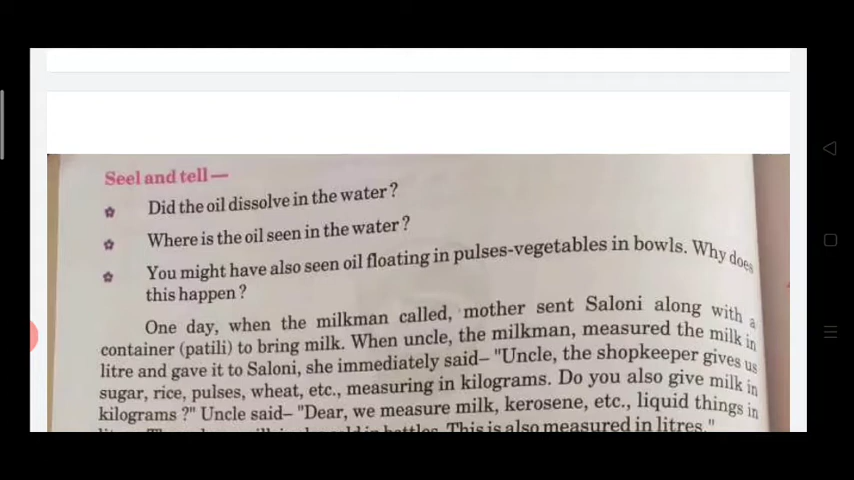 Seel and tell—
Did the oil dissolve in the water?
Where is the oil seen in the water?
You might have also seen oil floating in pulses-vegetables in bowls. Why does
this happen?
One day, when the milkman called, mother sent Saloni along with a
container (patili) to bring milk. When uncle, the milkman, measured the milk in
litre and gave it to Saloni, she immediately said– "Uncle, the shopkeeper gives us
sugar, rice, pulses, wheat, etc., measuring in kilograms. Do you also give milk in
kilograms?" Uncle said– "Dear, we measure milk, kerosene, etc., liquid things in
in bottles. This is also measured in litres."